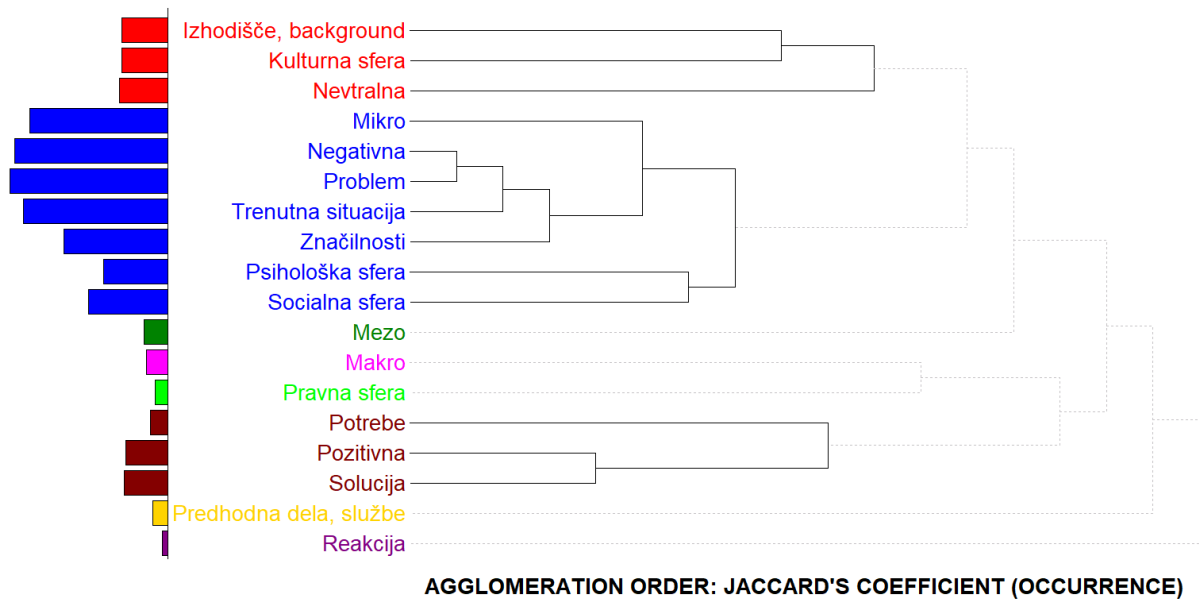 Izhodišče, background
Kulturna sfera
Nevtralna
Mikro
Negativna
Problem
Trenutna situacija
Značilnosti
Psihološka sfera
Socialna sfera
Mezo
Makro
Pravna sfera
Potrebe
Pozitivna
Solucija
Predhodna dela, službe
Reakcija
AGGLOMERATION ORDER: JACCARD'S COEFFICIENT (OCCURRENCE)